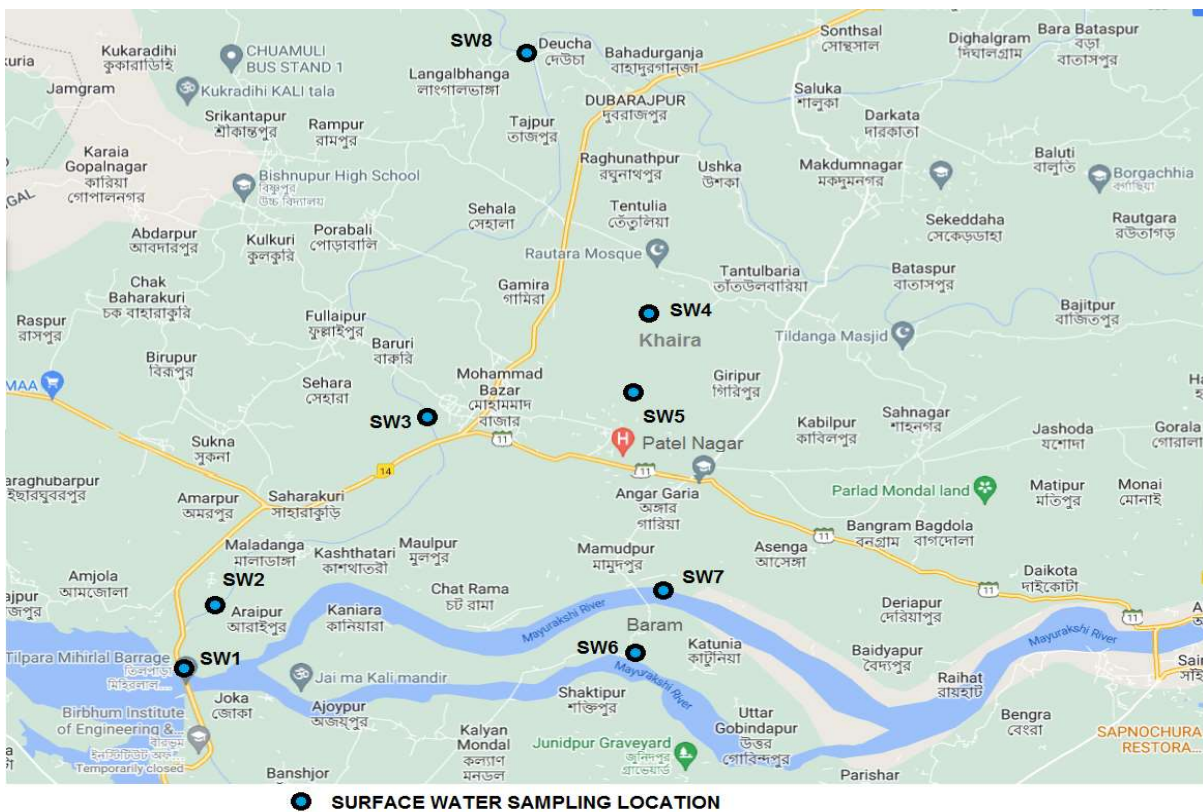 SW8
Deucha
দেউচা
Sonthsal
সোন্থসাল
Dighalgram
দিঘালগ্রাম
Bara Bataspur
বড়া
বাতাসপুর
Kukaradihi
কুকারাডিহি
CHUAMULI
BUS STAND 1
Langalbhanga
লাংগালভাঙ্গা
Bahadurganja
বাহাদুরগান্জা
Jamgram
Kukradihi KALI tala
Srikantapur
শ্রীকান্তপুর
Rampur
রামপুর
Tajpur
তাজপুর
DUBARAJPUR
দুবরাজপুর
Saluka
শালুকা
Darkata
দারকাতা
Karaia
Gopalnagar
কারিয়া
গোপালনগর
Bishnupur High School
বিষ্ণুপুর
উচ্চ বিদ্যালয়
Raghunathpur
রঘুনাথপুর
Ushka
উশকা
Makdumnagar
মকদুমনগর
Baluti
বালুতি
Borgachhia
Abdarpur
আবদারপুর
Kulkuri
কুলকুরি
Porabali
পোড়াবালি
Sehala
সেহালা
Tentulia
তেঁতুলিয়া
Rautara Mosque
Sekeddaha
সেকেড্ডাহা
Rautgara
রউতাগড়
Chak
Baharakuri
চক বাহারাকুরি
Gamira
গামিরা
Tantulbaria
তাঁতউলবারিয়া
Bataspur
বাতাসপুর
Bajitpur
বাজিতপুর
Raspur
রাসপুর
Fullaipur
ফুল্লাইপুর
SW4
Khaira
Tildanga Masjid
Birupur
বিরূপুর
Baruri
বারুরি
MAA
Sehara
সেহারা
Mohammad
Bazar
মোহাম্মাদ
বাজার
Giripur
গিরিপুর
SW3
SW5
11
Patel Nagar
Kabilpur
কাবিলপুর
Sahnagar
শাহনগর
Jashoda
যশোদা
Sukna
সুকনা
14
11
Amarpur
অমরপুর
Saharakuri
সাহারাকুড়ি
Angar Garia
অঙ্গার
গারিয়া
Parlad Mondal land
Matipur
মতিপুর
Monai
মোনাই
Maladanga
মালাডাঙ্গা
Kashthatari
কাশথাতরী
Maulpur
মুলপুর
Mamudpur
মামুদপুর
Asenga
আসেঙ্গা
11
Bangram
বনগ্রাম
Bagdola
বাগদোলা
Amjola
আমজোলা
SW2
Araipur
আরাইপুর
Kaniara
কানিয়ারা
Chat Rama
চট রামা
Mayurakshi River
SW7
Daikota
দাইকোটা
11
11
Deriapur
দেরিয়াপুর
Tilpara Mihirlal Barrage
SW1
Jai ma Kali mandir
Baram
SW6
Mayurakshi River
Katunia
কাটুনিয়া
Baidyapur
বৈদ্যপুর
Mayurakshi River
Raihat
রায়হাট
Joka
জোকা
Ajoypur
অজয়পুর
Shaktipur
শক্তিপুর
Birbhum Institute
of Engineering &...
Temporarily closed
Kalyan
Mondal
কল্যাণ
মনডল
Uttar
Gobindapur
উত্তর
গোবিন্দপুর
Bengra
বেংরা
SAPNOCHURA
RESTORA...
Junidpur Graveyard
জুনিদপুর
গ্রাভেয়ার্ড
Banshjor
Parishar
SURFACE WATER SAMPLING LOCATION